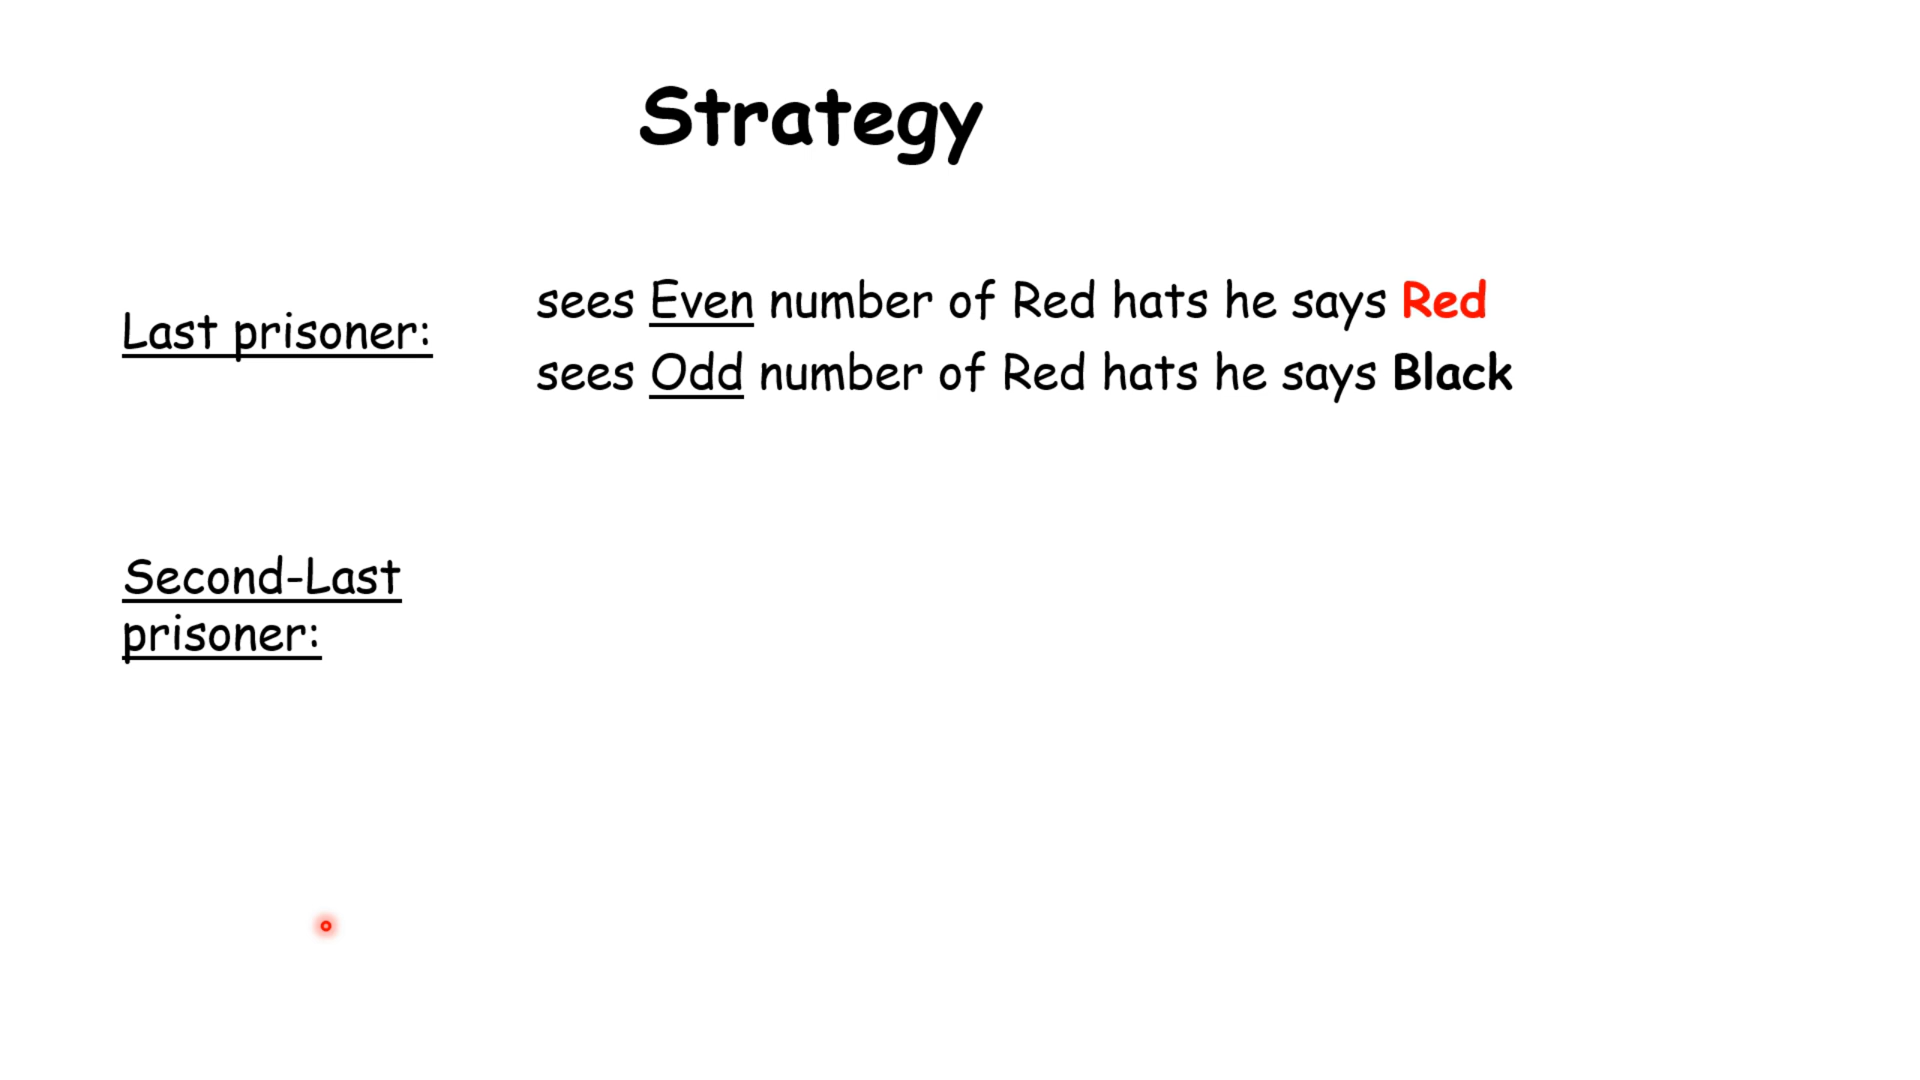 Strategy
Last prisoner:
sees Even number of Red hats he says Red
sees Odd number of Red hats he says Black
Second-Last
prisoner: